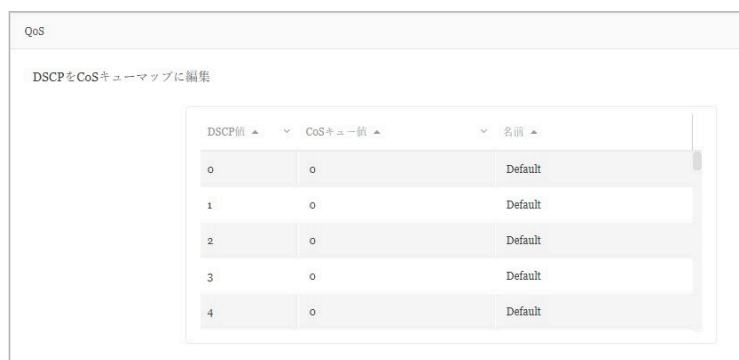 QoS
DSCPをCoSキューマップに編集
DSCP値 CoSキュー値 名前
0 0 Default
1 0 Default
2 0 Default
3 0 Default
4 0 Default